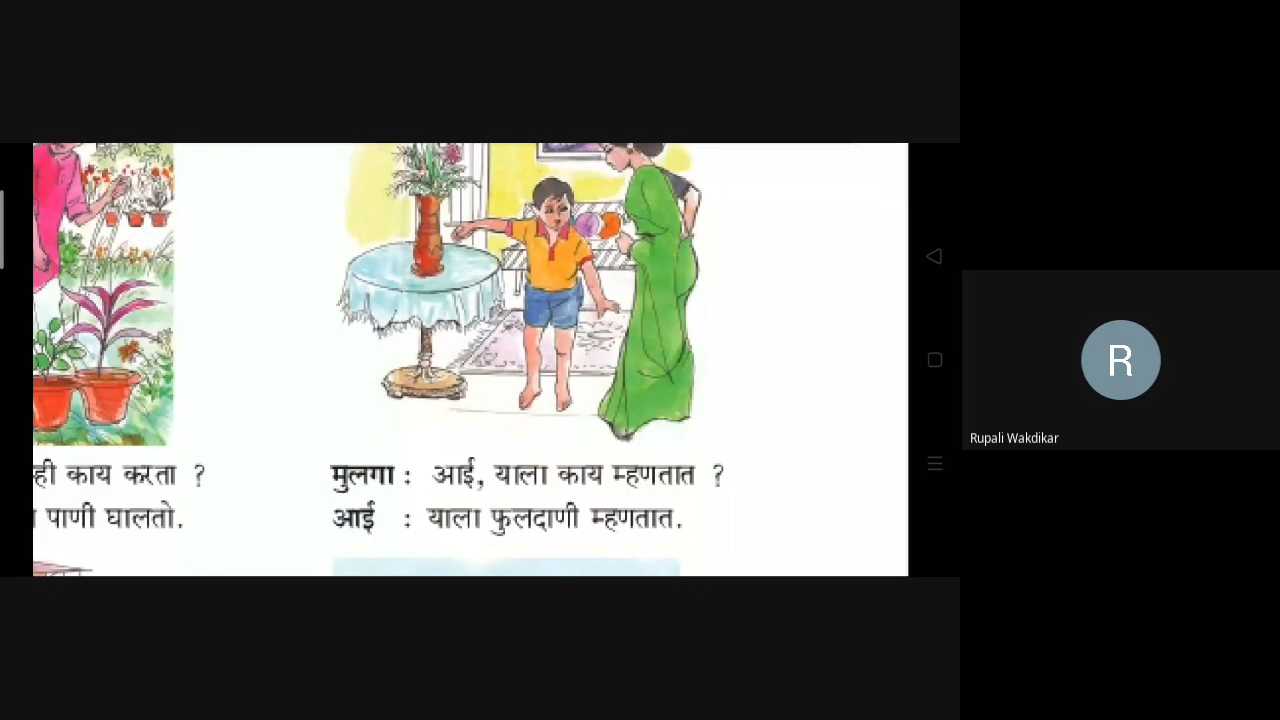 ही काय करता ?
पाणी घालतो.
मुलगा : आई, याला काय म्हणतात ?
आई : याला फुलदाणी म्हणतात.
R
Rupali Wakdikar